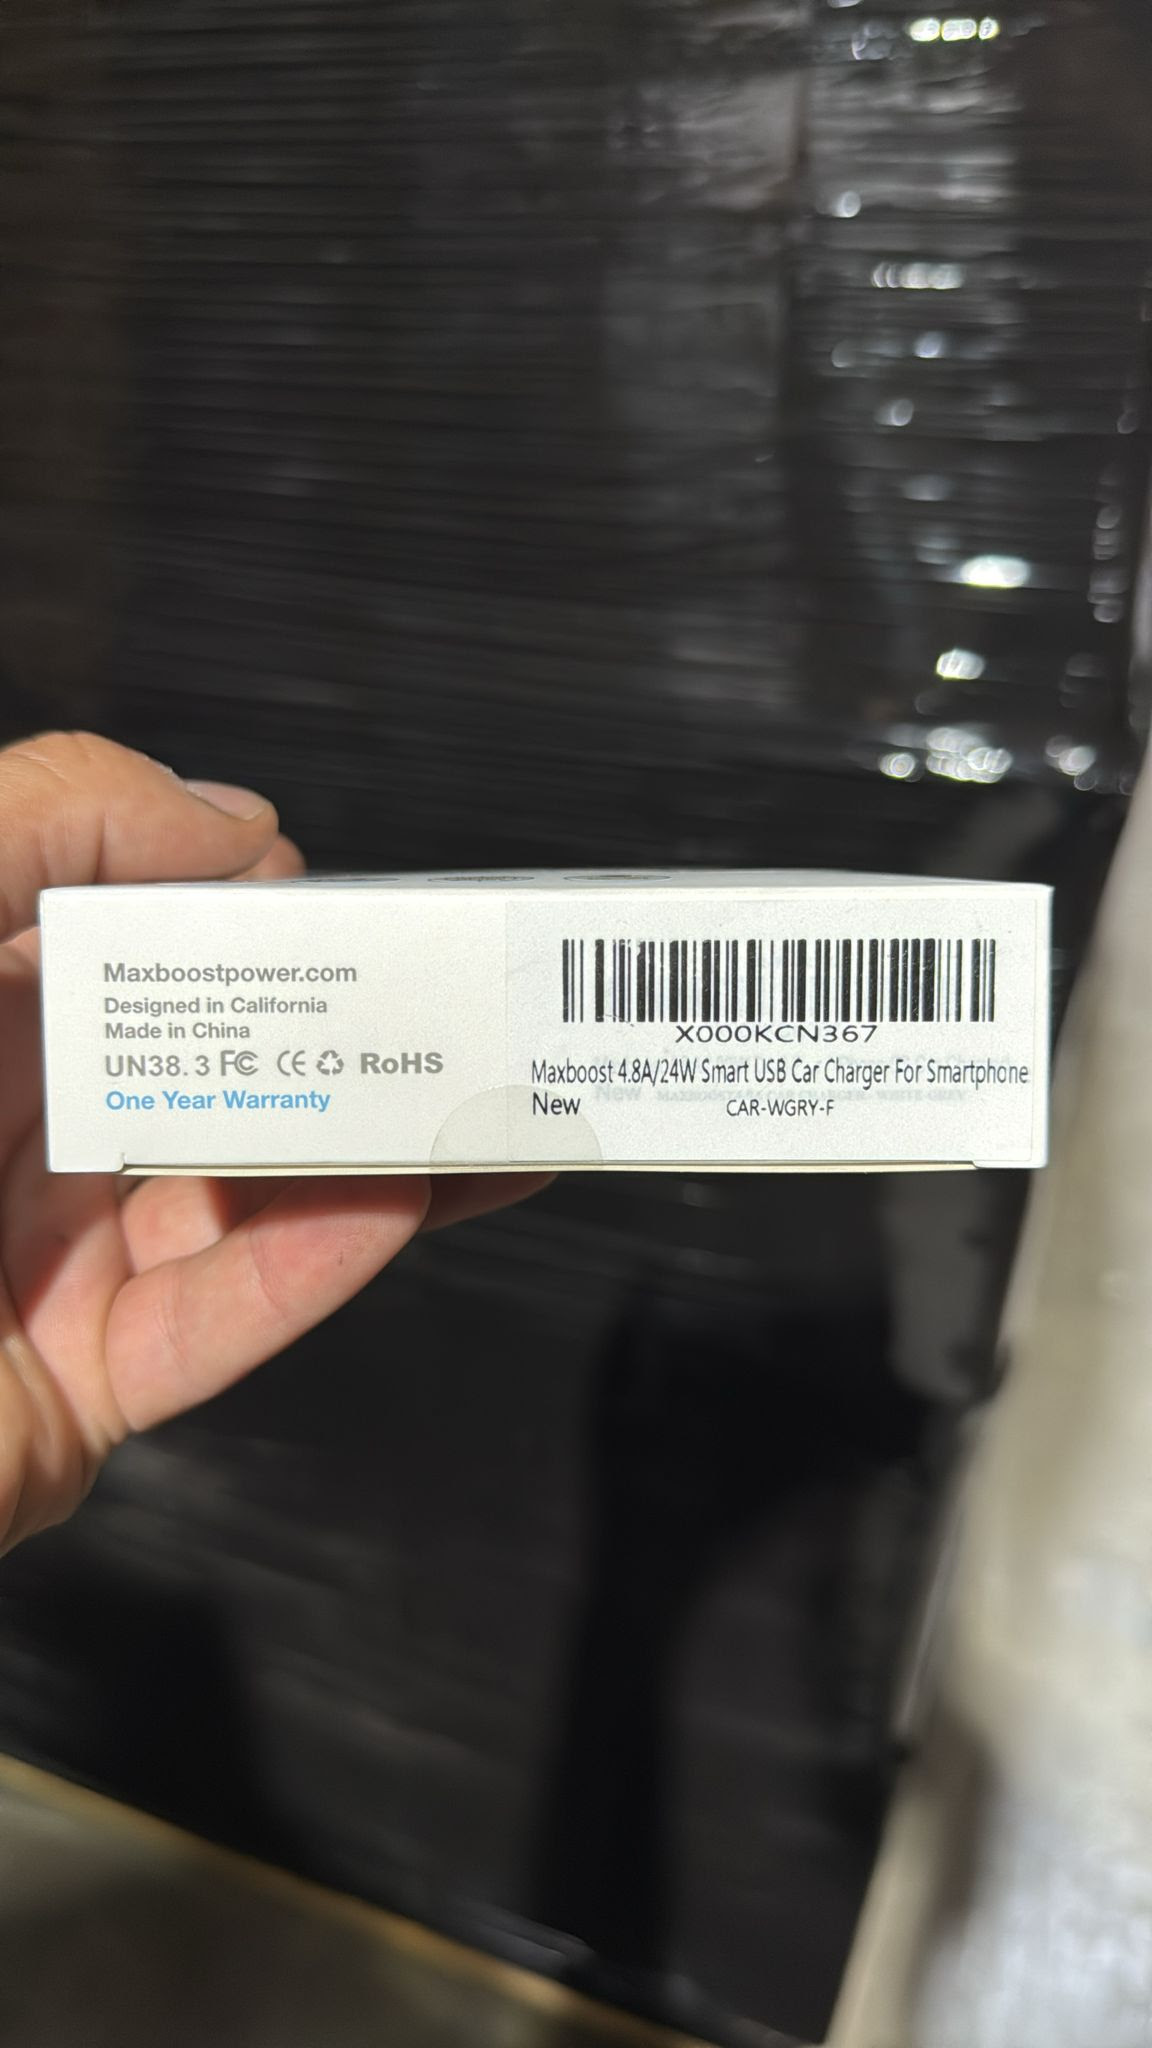 Maxboostpower.com
Designed in California
Made in China
UN38.3 FC CE RoHS
One Year Warranty
X000KCN367
Maxboost 4.8A/24W Smart USB Car Charger For Smartphone
New
CAR-WGRY-F